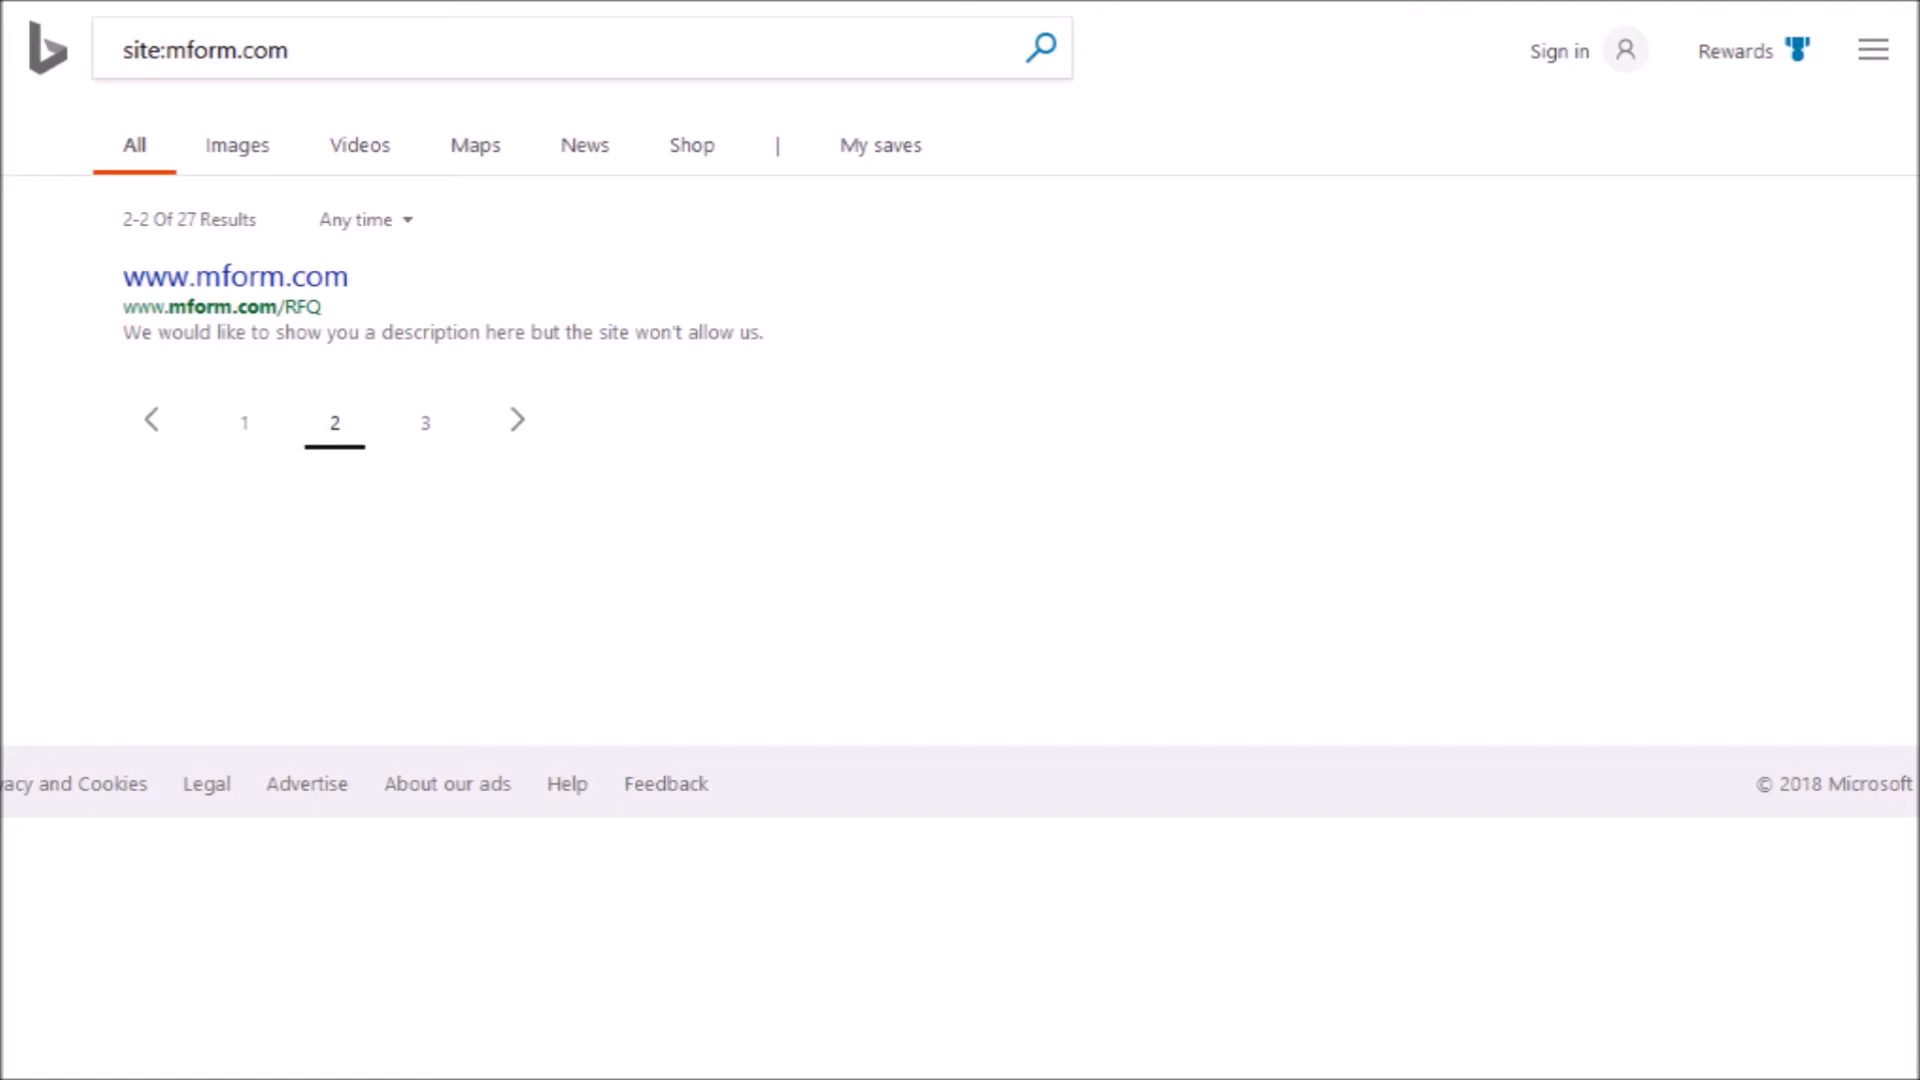 site:mform.com
Sign in
Rewards
All Images Videos Maps News Shop | My saves
2-2 Of 27 Results Any time
www.mform.com
www.mform.com/RFQ
We would like to show you a description here but the site won't allow us.
1 2 3
vacy and Cookies Legal Advertise About our ads Help Feedback © 2018 Microsoft